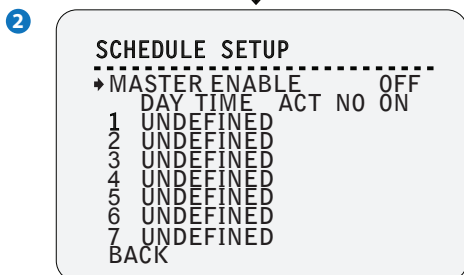 2
SCHEDULE SETUP
MASTER ENABLE OFF
DAY TIME ACT NO ON
1 UNDEFINED
2 UNDEFINED
3 UNDEFINED
4 UNDEFINED
5 UNDEFINED
6 UNDEFINED
7 UNDEFINED
BACK